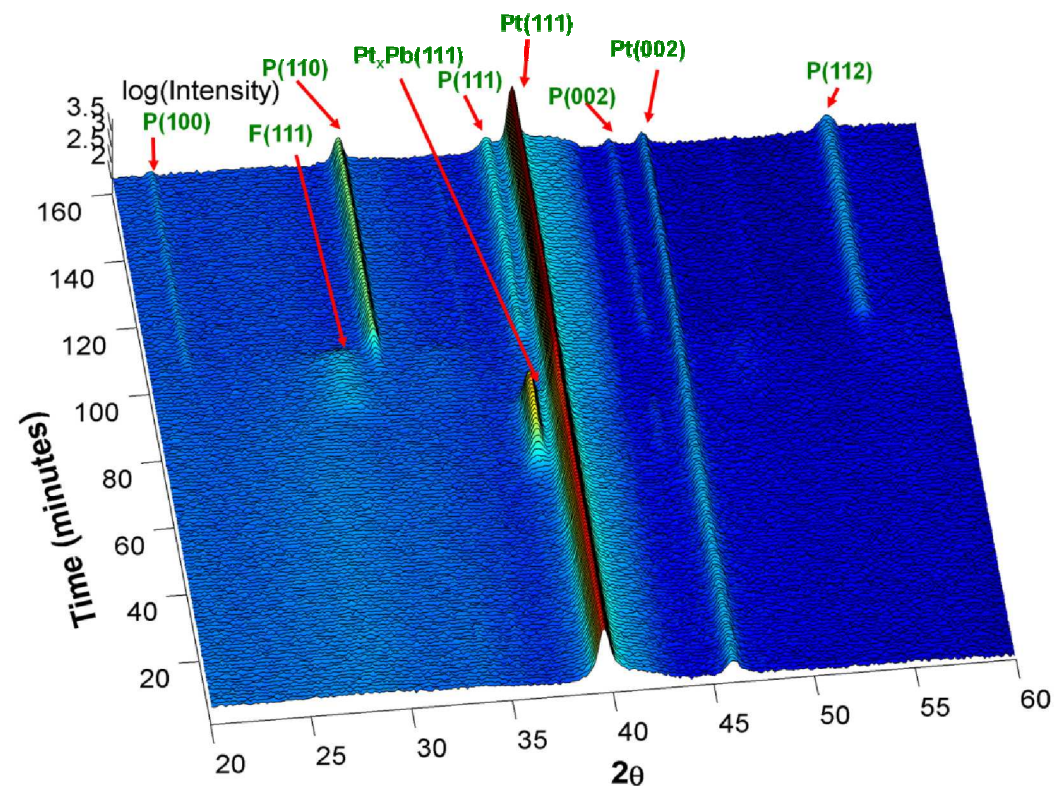 Pt(111)
Pt(002)
PtₓPb(111)
P(110)
P(111)
P(112)
P(002)
log(Intensity)
P(100)
F(111)
3.5
3
2.5
2
160
140
120
100
80
60
40
20
Time (minutes)
20
25
30
35
40
45
50
55
60
2θ